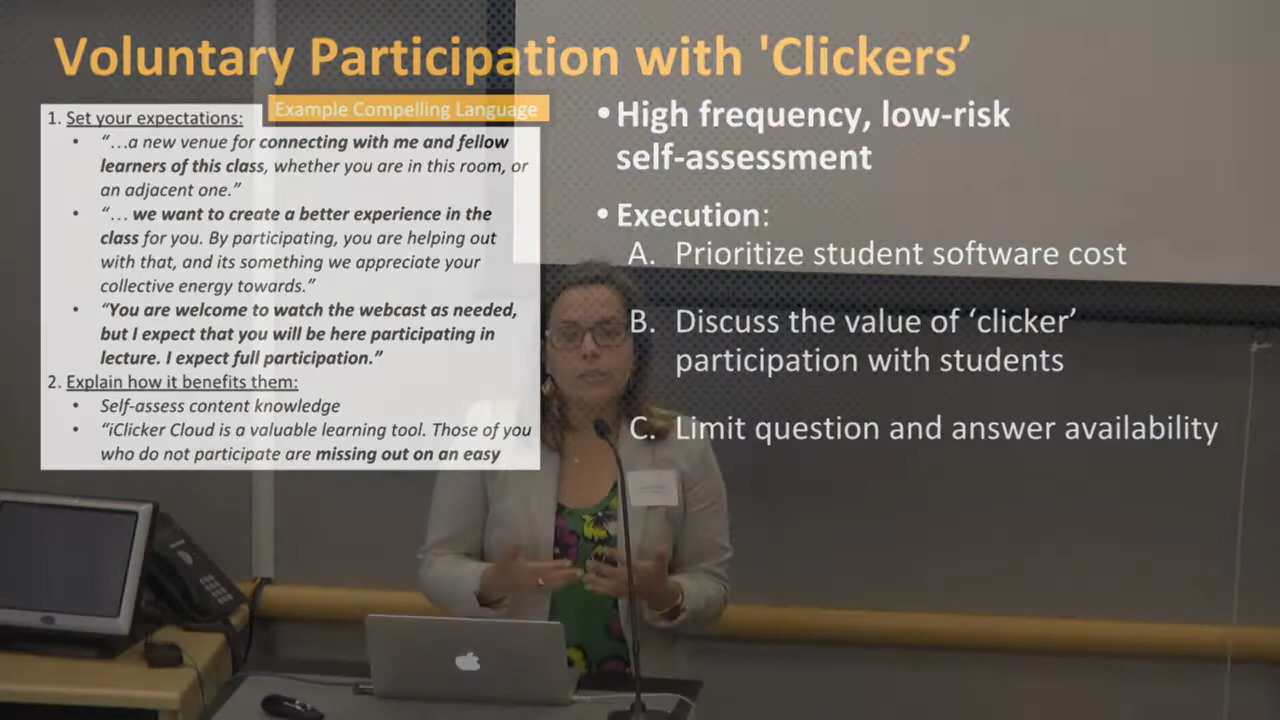 Voluntary Participation with 'Clickers’
Example Compelling Language
1. Set your expectations:
• “…a new venue for connecting with me and fellow
learners of this class, whether you are in this room, or
an adjacent one.”
• “… we want to create a better experience in the
class for you. By participating, you are helping out
with that, and its something we appreciate your
collective energy towards.”
• “You are welcome to watch the webcast as needed,
but I expect that you will be here participating in
lecture. I expect full participation.”
2. Explain how it benefits them:
• Self-assess content knowledge
• “iClicker Cloud is a valuable learning tool. Those of you
who do not participate are missing out on an easy
• High frequency, low-risk
self-assessment
• Execution:
A. Prioritize student software cost
B. Discuss the value of ‘clicker’
participation with students
C. Limit question and answer availability